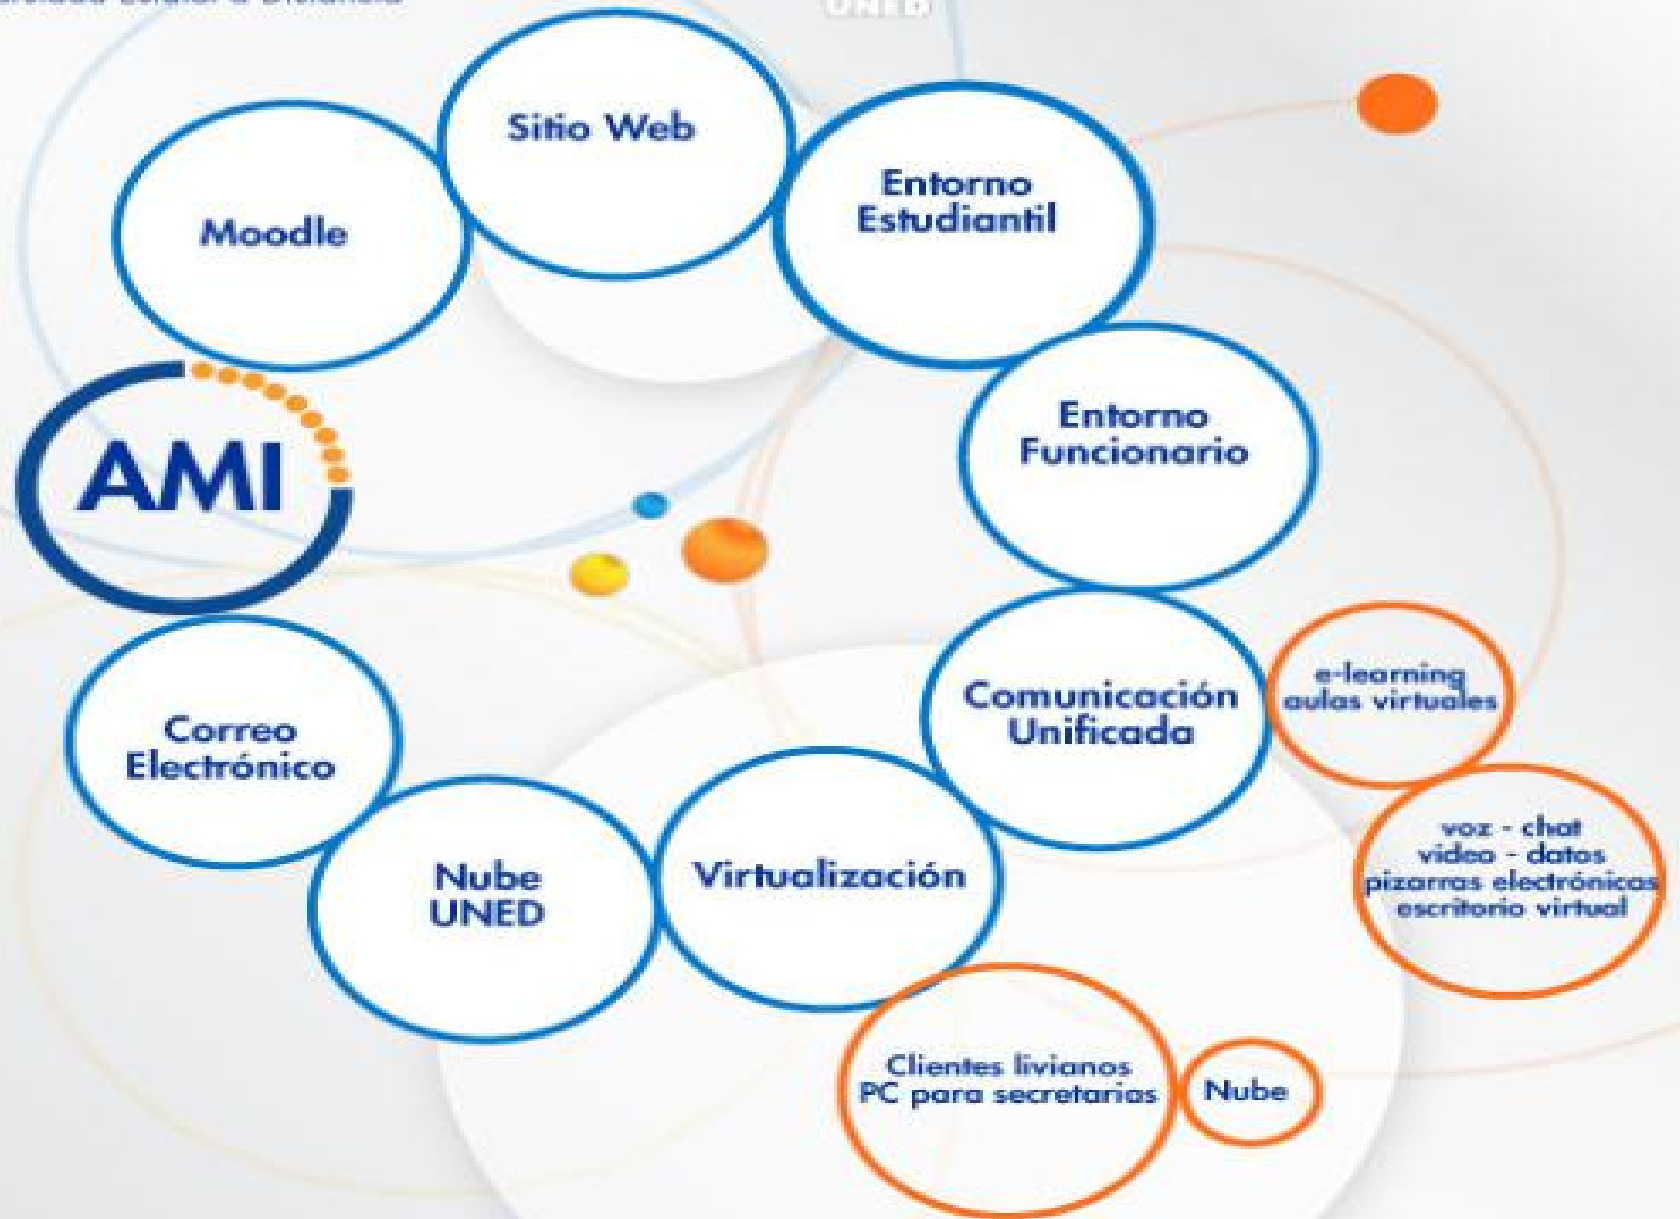 UNED
Sitio Web
Moodle
Entorno
Estudiantil
Entorno
Funcionario
AMI
Comunicación
Unificada
e-learning
aulas virtuales
Correo
Electrónico
Nube
UNED
Virtualización
voz - chat
video - datos
pizarras electrónicas
escritorio virtual
Clientes livianos
PC para secretarias
Nube